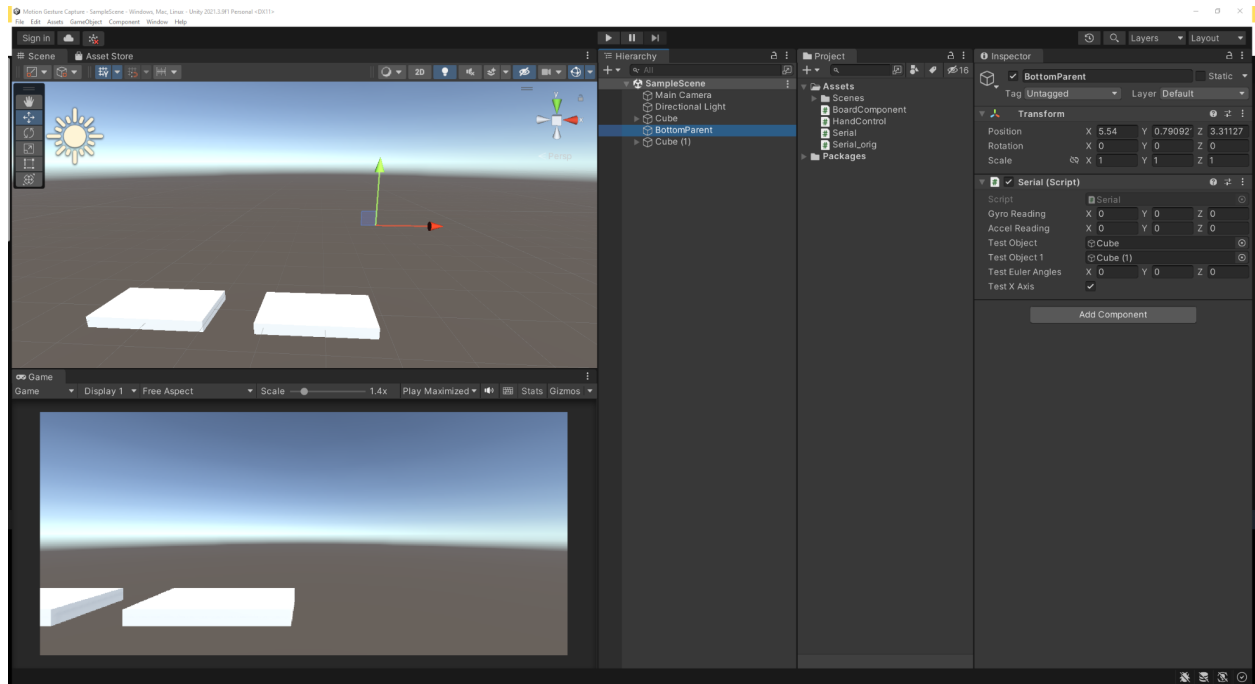 Motion Gesture Capture - SampleScene - Windows, Mac, Linux - Unity 2021.3.9f1 Personal <DX11>
File Edit Assets GameObject Component Window Help
Sign in
Layers Layout
Scene Asset Store
2D
Y
Persp
Game
Game Display 1 Free Aspect Scale 1.4x Play Maximized Stats Gizmos
Hierarchy
All
SampleScene
Main Camera
Directional Light
Cube
BottomParent
Cube (1)
Project
16
Assets
Scenes
BoardComponent
HandControl
Serial
Serial_orig
Packages
Inspector
BottomParent Static
Tag Untagged Layer Default
Transform
Position X 5.54 Y 0.79092 Z 3.31127
Rotation X 0 Y 0 Z 0
Scale X 1 Y 1 Z 1
# Serial (Script)
Script Serial
Gyro Reading X 0 Y 0 Z 0
Accel Reading X 0 Y 0 Z 0
Test Object Cube
Test Object 1 Cube (1)
Test Euler Angles X 0 Y 0 Z 0
Test X Axis
Add Component